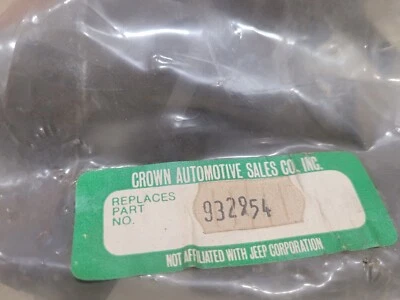 CROWN AUTOMOTIVE SALES CO. INC.
REPLACES
PART
NO.
932954
NOT AFFILIATED WITH JEEP CORPORATION